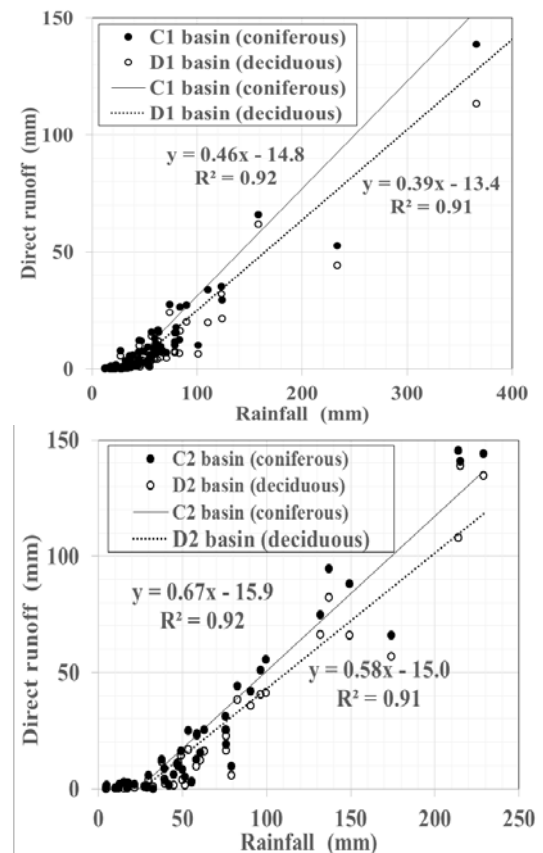 150
100
50
0
Direct runoff (mm)
C1 basin (coniferous)
D1 basin (deciduous)
C1 basin (coniferous)
D1 basin (deciduous)
y = 0.46x - 14.8
R² = 0.92
y = 0.39x - 13.4
R² = 0.91
0 100 200 300 400
Rainfall (mm)
150
100
50
0
Direct runoff (mm)
C2 basin (coniferous)
D2 basin (deciduous)
C2 basin (coniferous)
D2 basin (deciduous)
y = 0.67x - 15.9
R² = 0.92
y = 0.58x - 15.0
R² = 0.91
0 50 100 150 200 250
Rainfall (mm)